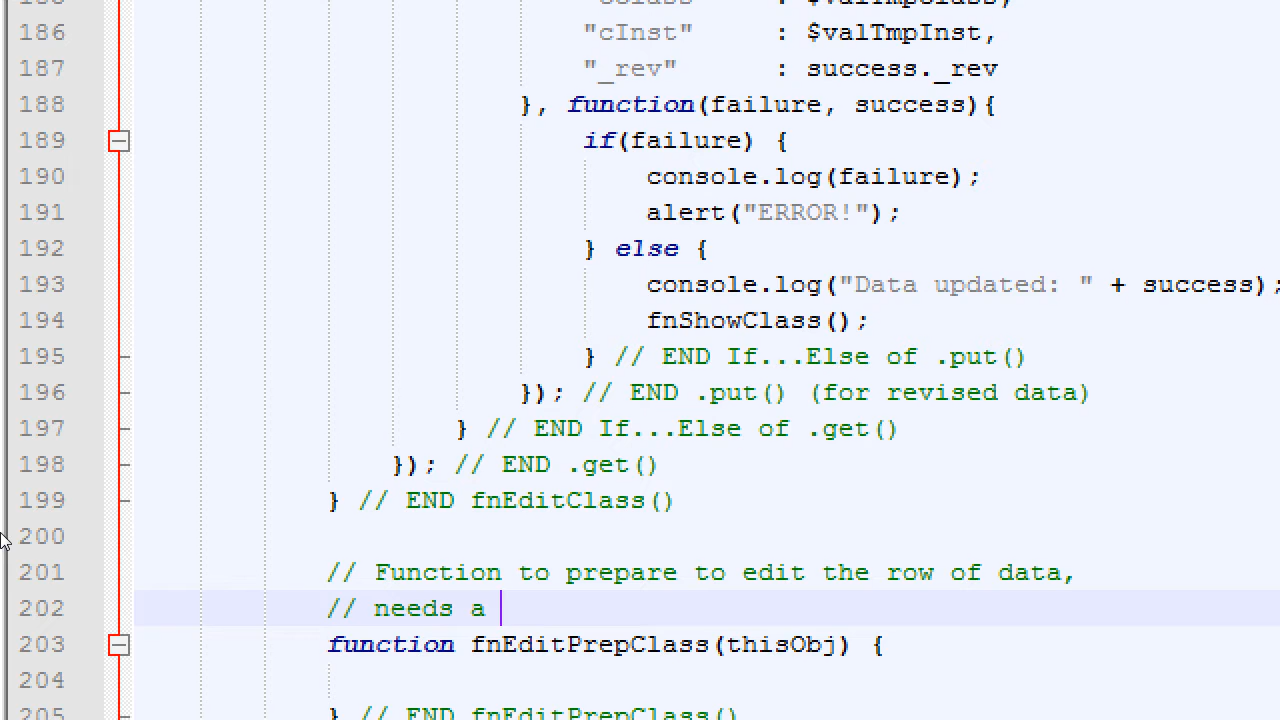 186 "cInst" : $valTmpInst,
187 "_rev" : success._rev
188 }, function(failure, success){
189 if(failure) {
190 console.log(failure);
191 alert("ERROR!");
192 } else {
193 console.log("Data updated: " + success);
194 fnShowClass();
195 } // END If...Else of .put()
196 }); // END .put() (for revised data)
197 } // END If...Else of .get()
198 }); // END .get()
199 } // END fnEditClass()
200
201 // Function to prepare to edit the row of data,
202 // needs a
203 function fnEditPrepClass(thisObj) {
204
205 } // END fnEditPrepClass()